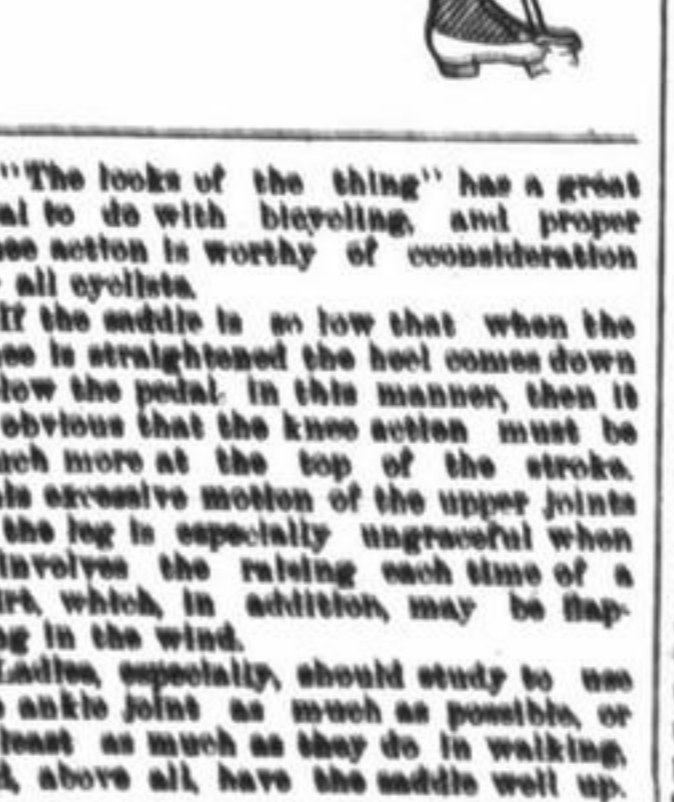 "The looks of the thing" has a great
al to do with bicycling, and proper
ee action is worthy of cconsideration
all cyclists.
If the saddle is so low that when the
ee is straightened the heel comes down
low the pedal in this manner, then it
obvious that the knee action must be
uch more at the top of the stroke.
is excessive motion of the upper joints
the leg is especially ungraceful when
involves the raising each time of a
irt, which, in addition, may be flap-
ng in the wind.
Ladies, especially, should study to use
ankle joint as much as possible, or
least as much as they do in walking,
d, above all, have the saddle well up.